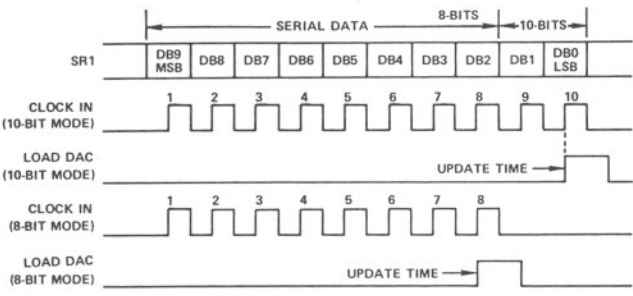 SERIAL DATA
8-BITS
10-BITS
SR1
DB9
MSB
DB8
DB7
DB6
DB5
DB4
DB3
DB2
DB1
DB0
LSB
CLOCK IN
(10-BIT MODE)
1 2 3 4 5 6 7 8 9 10
LOAD DAC
(10-BIT MODE)
UPDATE TIME
CLOCK IN
(8-BIT MODE)
1 2 3 4 5 6 7 8
LOAD DAC
(8-BIT MODE)
UPDATE TIME